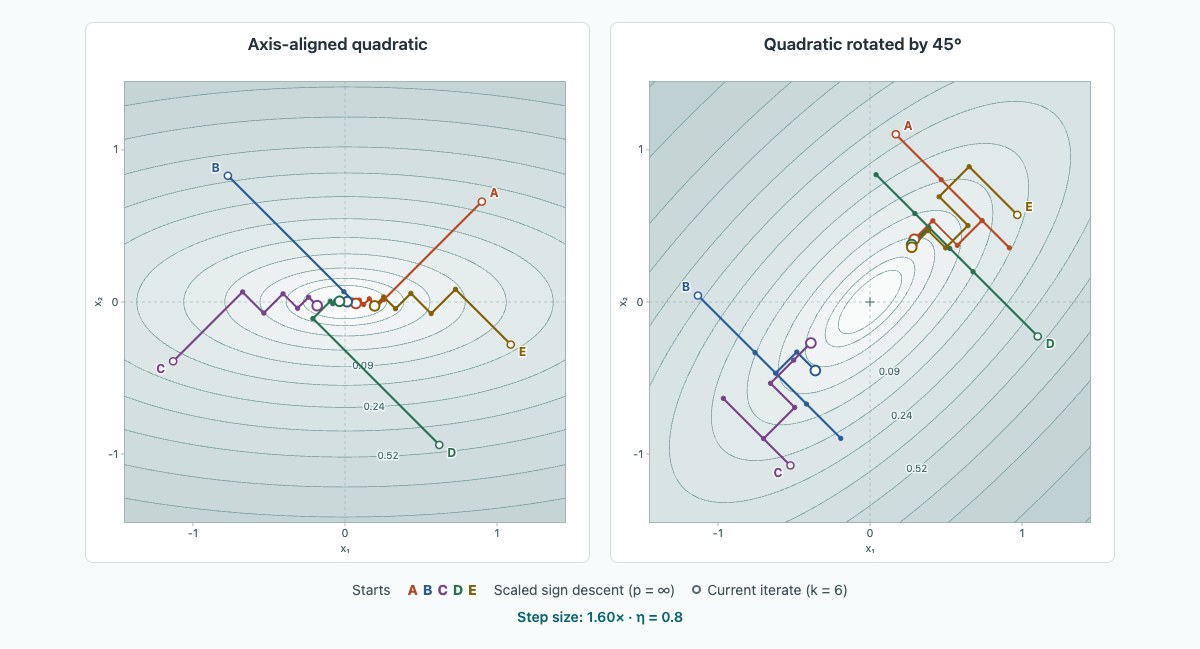 Axis-aligned quadratic
B
A
1
0
-1
x₂
C
E
D
0.09
0.24
0.52
-1
0
1
x₁
Quadratic rotated by 45°
A
E
B
D
C
1
0
-1
x₂
0.09
0.24
0.52
-1
0
1
x₁
Starts A B C D E Scaled sign descent (p = ∞) Current iterate (k = 6)
Step size: 1.60× · η = 0.8